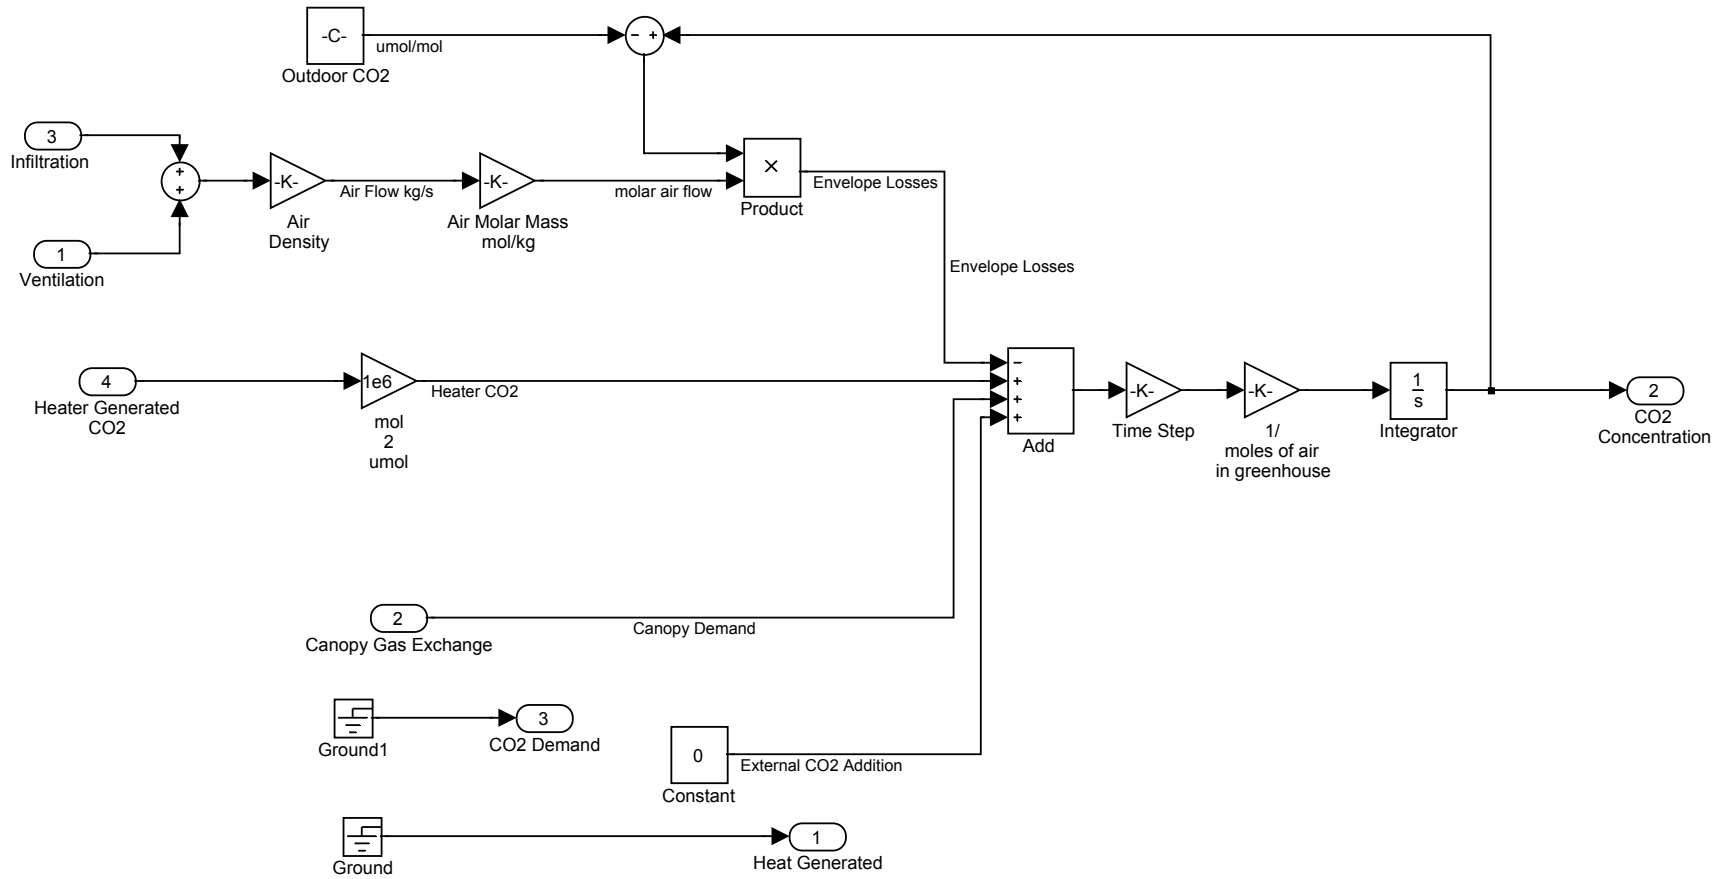 -C-
umol/mol
Outdoor CO2
- +
3
Infiltration
+
+
-K-
Air Flow kg/s
Air
Density
-K-
Air Molar Mass
mol/kg
molar air flow
×
Product
Envelope Losses
1
Ventilation
Envelope Losses
4
Heater Generated
CO2
1e6
Heater CO2
mol
2
umol
-
+
+
+
Add
-K-
Time Step
-K-
1/
moles of air
in greenhouse
1
s
Integrator
2
CO2
Concentration
2
Canopy Gas Exchange
Canopy Demand
Ground1
3
CO2 Demand
0
External CO2 Addition
Constant
Ground
1
Heat Generated